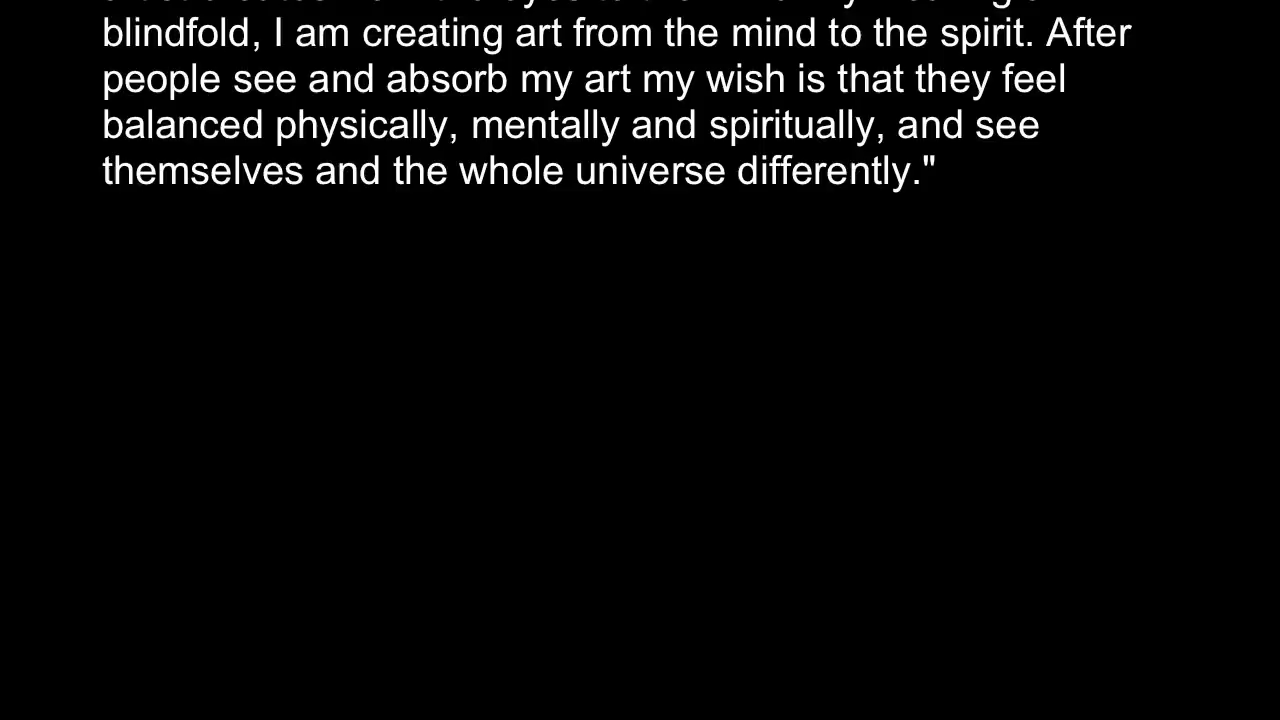 blindfold, I am creating art from the mind to the spirit. After
people see and absorb my art my wish is that they feel
balanced physically, mentally and spiritually, and see
themselves and the whole universe differently."